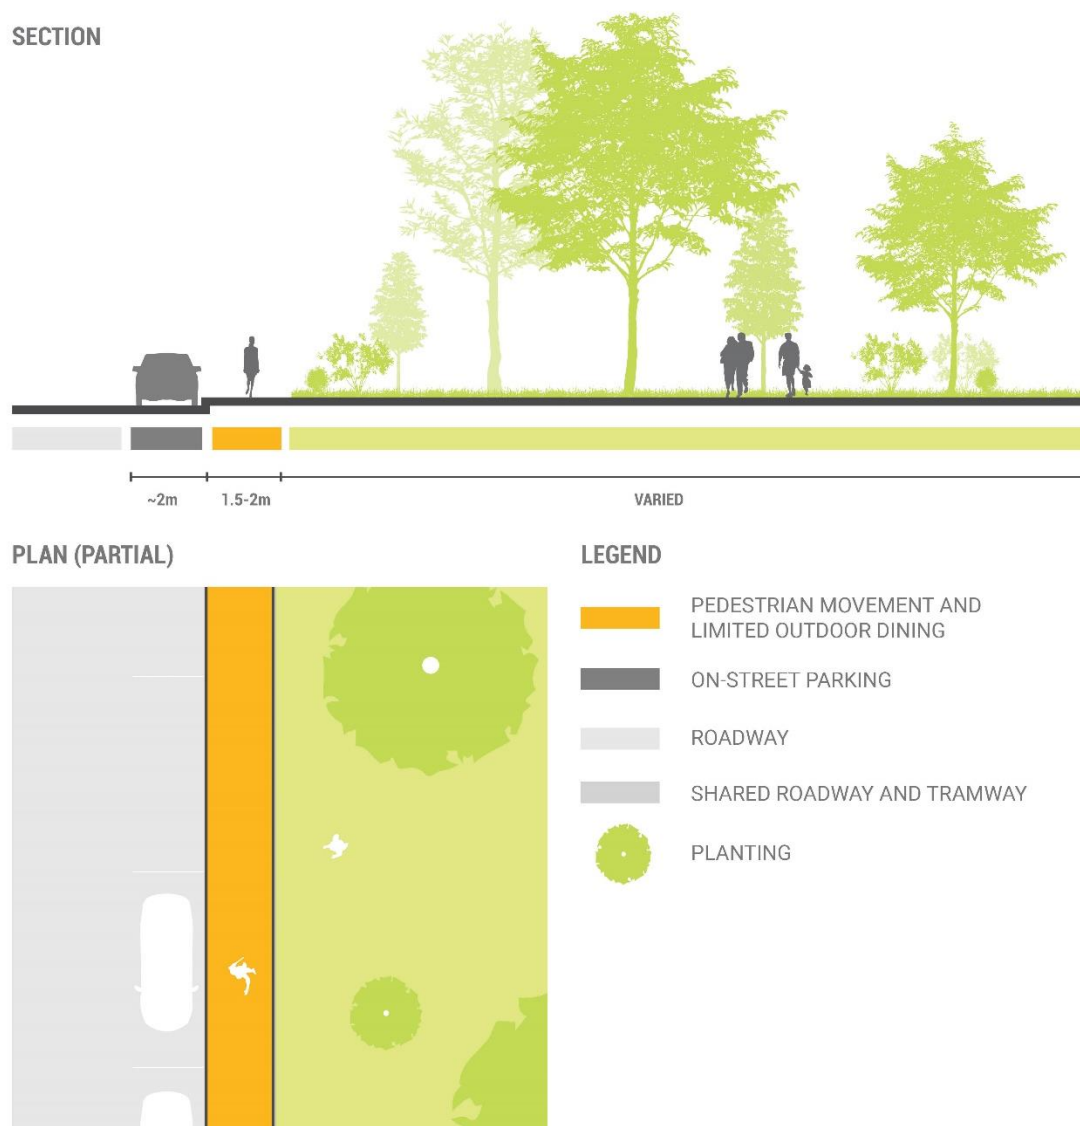 SECTION
~2m
1.5-2m
VARIED
PLAN (PARTIAL)
LEGEND
PEDESTRIAN MOVEMENT AND
LIMITED OUTDOOR DINING
ON-STREET PARKING
ROADWAY
SHARED ROADWAY AND TRAMWAY
PLANTING